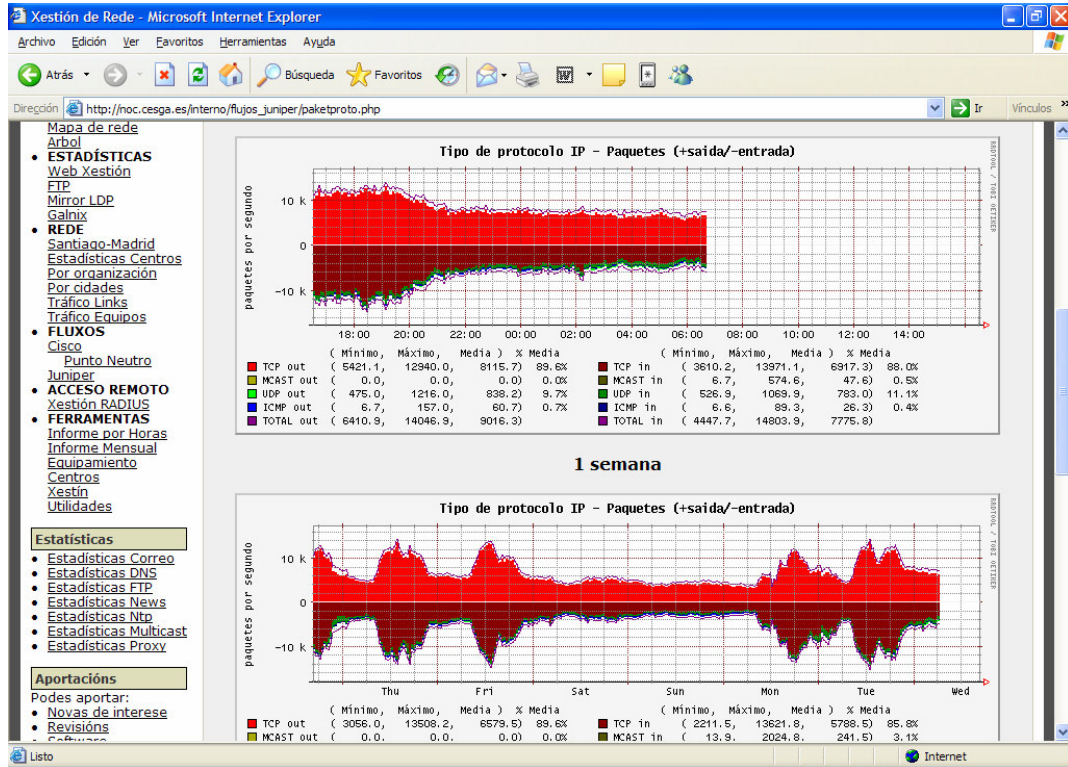 Xestión de Rede - Microsoft Internet Explorer
Archivo Edición Ver Favoritos Herramientas Ayuda
Atrás Búsqueda Favoritos
Dirección http://noc.cesga.es/interno/flujos_juniper/paketproto.php Ir Vínculos »
Mapa de rede
Arbol
ESTADÍSTICAS
Web Xestión
FTP
Mirror LDP
Galnix
REDE
Santiago-Madrid
Estadísticas Centros
Por organización
Por cidades
Tráfico Links
Tráfico Equipos
FLUXOS
Cisco
Punto Neutro
Juniper
ACCESO REMOTO
Xestión RADIUS
FERRAMENTAS
Informe por Horas
Informe Mensual
Equipamiento
Centros
Xestín
Utilidades
Estatísticas
Estadísticas Correo
Estadísticas DNS
Estadísticas FTP
Estadísticas News
Estadísticas Ntp
Estadísticas Multicast
Estadísticas Proxy
Aportacións
Podes aportar:
Novas de interese
Revisións
Software
Tipo de protocolo IP - Paquetes (+saida/-entrada)
RRDTOOL / TOBI OETIKER
paquetes por segundo
10 k
0
-10 k
18:00 20:00 22:00 00:00 02:00 04:00 06:00 08:00 10:00 12:00 14:00
( Mínimo, Máximo, Media ) % Media ( Mínimo, Máximo, Media ) % Media
TCP out ( 5421.1, 12940.0, 8115.7) 89.6% TCP in ( 3610.2, 13971.1, 6917.3) 88.0%
MCAST out ( 0.0, 0.0, 0.0) 0.0% MCAST in ( 6.7, 574.6, 47.6) 0.5%
UDP out ( 475.0, 1216.0, 838.2) 9.7% UDP in ( 526.9, 1069.9, 783.0) 11.1%
ICMP out ( 6.7, 157.0, 60.7) 0.7% ICMP in ( 6.6, 89.3, 26.3) 0.4%
TOTAL out ( 6410.9, 14046.9, 9016.3) TOTAL in ( 4447.7, 14803.9, 7775.8)
1 semana
Tipo de protocolo IP - Paquetes (+saida/-entrada)
RRDTOOL / TOBI OETIKER
paquetes por segundo
10 k
0
-10 k
Thu Fri Sat Sun Mon Tue Wed
( Mínimo, Máximo, Media ) % Media ( Mínimo, Máximo, Media ) % Media
TCP out ( 3056.0, 13508.2, 6579.5) 89.6% TCP in ( 2211.5, 13621.8, 5788.5) 85.8%
MCAST out ( 0.0, 0.0, 0.0) 0.0% MCAST in ( 13.9, 2024.8, 241.5) 3.1%
Listo Internet